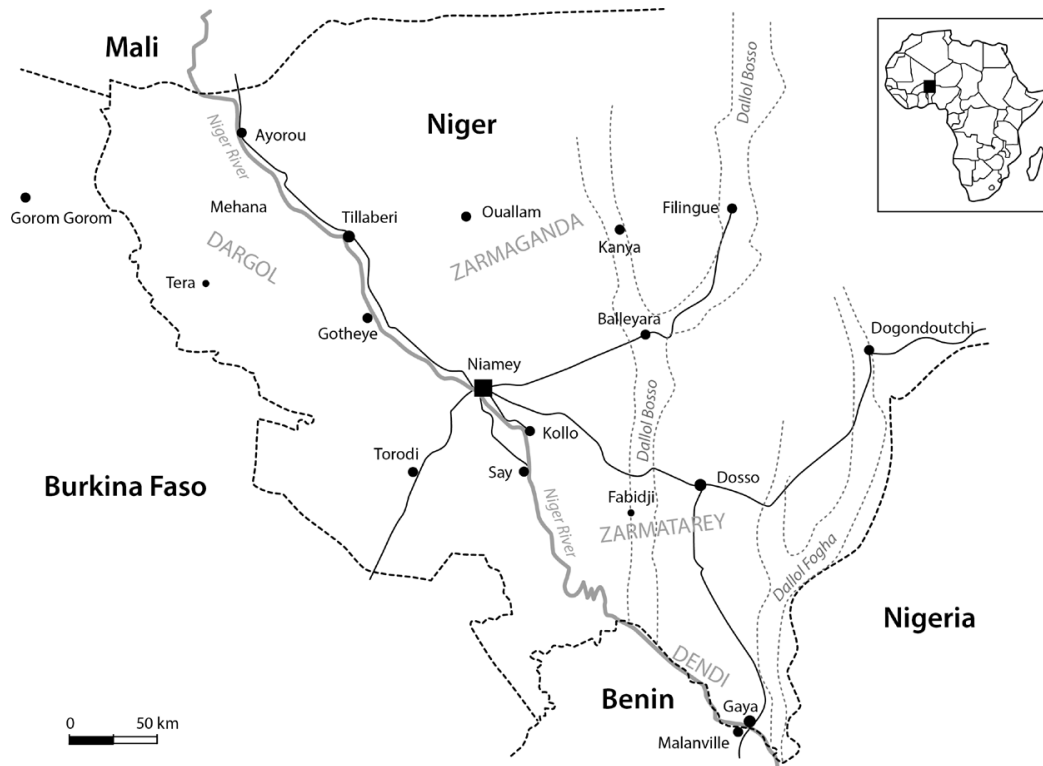 Mali
Niger
Dallol Bosso
Niger River
Ayorou
Gorom Gorom
Mehana
Tillaberi
Ouallam
Filingue
Kanya
ZARMAGANDA
DARGOL
Tera
Gotheye
Balleyara
Dogondoutchi
Niamey
Dallol Bosso
Kollo
Torodi
Say
Dosso
Burkina Faso
Niger River
Fabidji
ZARMATAREY
Dallol Fogha
Nigeria
DENDI
Benin
Gaya
Malanville
0 50 km